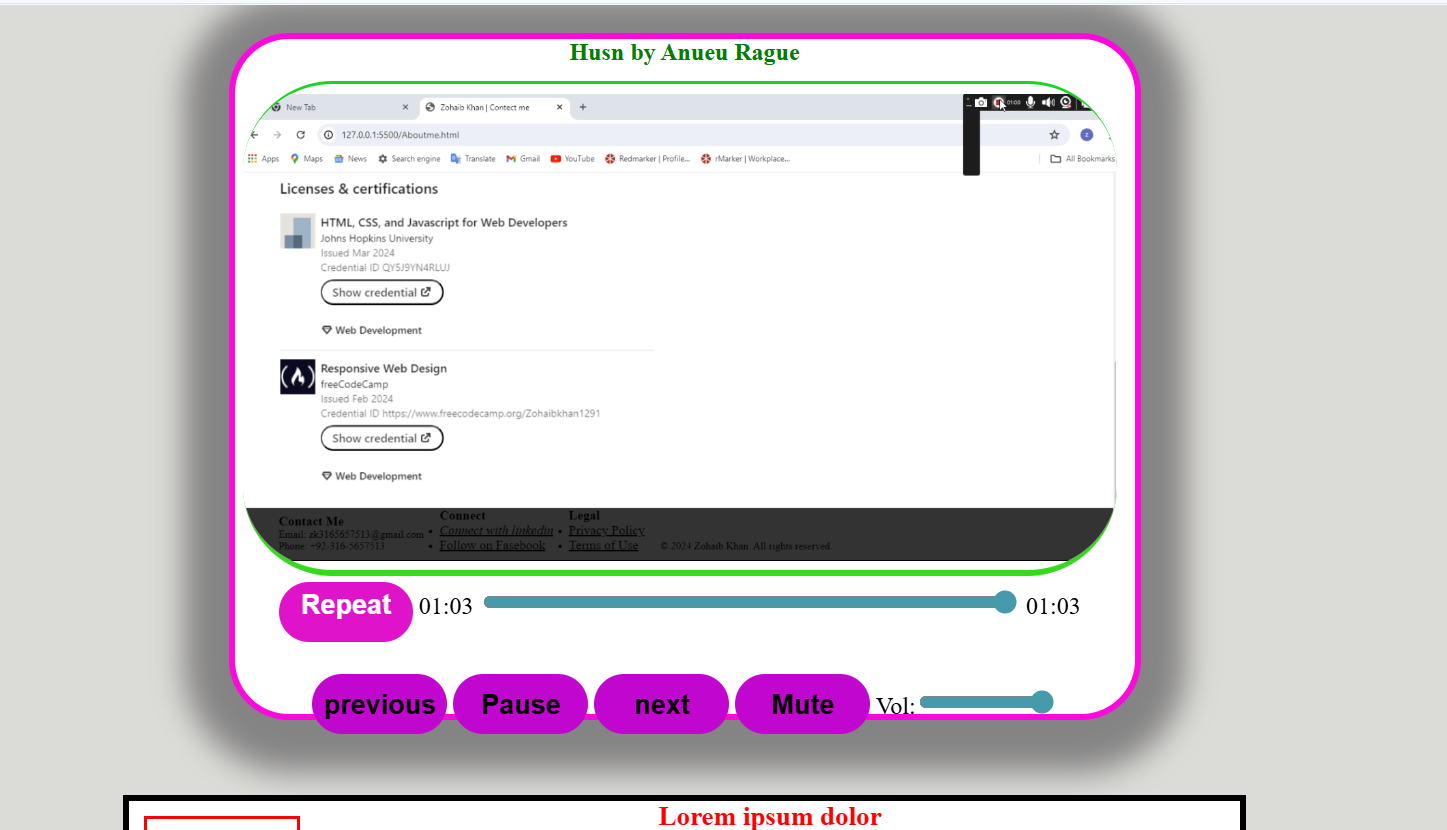 Husn by Anueu Rague
New Tab × Zohaib Khan | Contect me × +
01:03
127.0.0.1:5500/Aboutme.html
Apps Maps News Search engine Translate Gmail YouTube Redmarker | Profile... rMarker | Workplace... All Bookmarks
Licenses & certifications
HTML, CSS, and Javascript for Web Developers
Johns Hopkins University
Issued Mar 2024
Credential ID QY5J9YN4RLUJ
Show credential
Web Development
Responsive Web Design
freeCodeCamp
Issued Feb 2024
Credential ID https://www.freecodecamp.org/Zohaibkhan1291
Show credential
Web Development
Contact Me
Email: zk3165657513@gmail.com
Phone: +92-316-5657513
Connect
• Connect with linkedin
• Follow on Fasebook
Legal
• Privacy Policy
• Terms of Use
© 2024 Zohaib Khan. All rights reserved.
Repeat 01:03 01:03
previous Pause next Mute Vol:
Lorem ipsum dolor